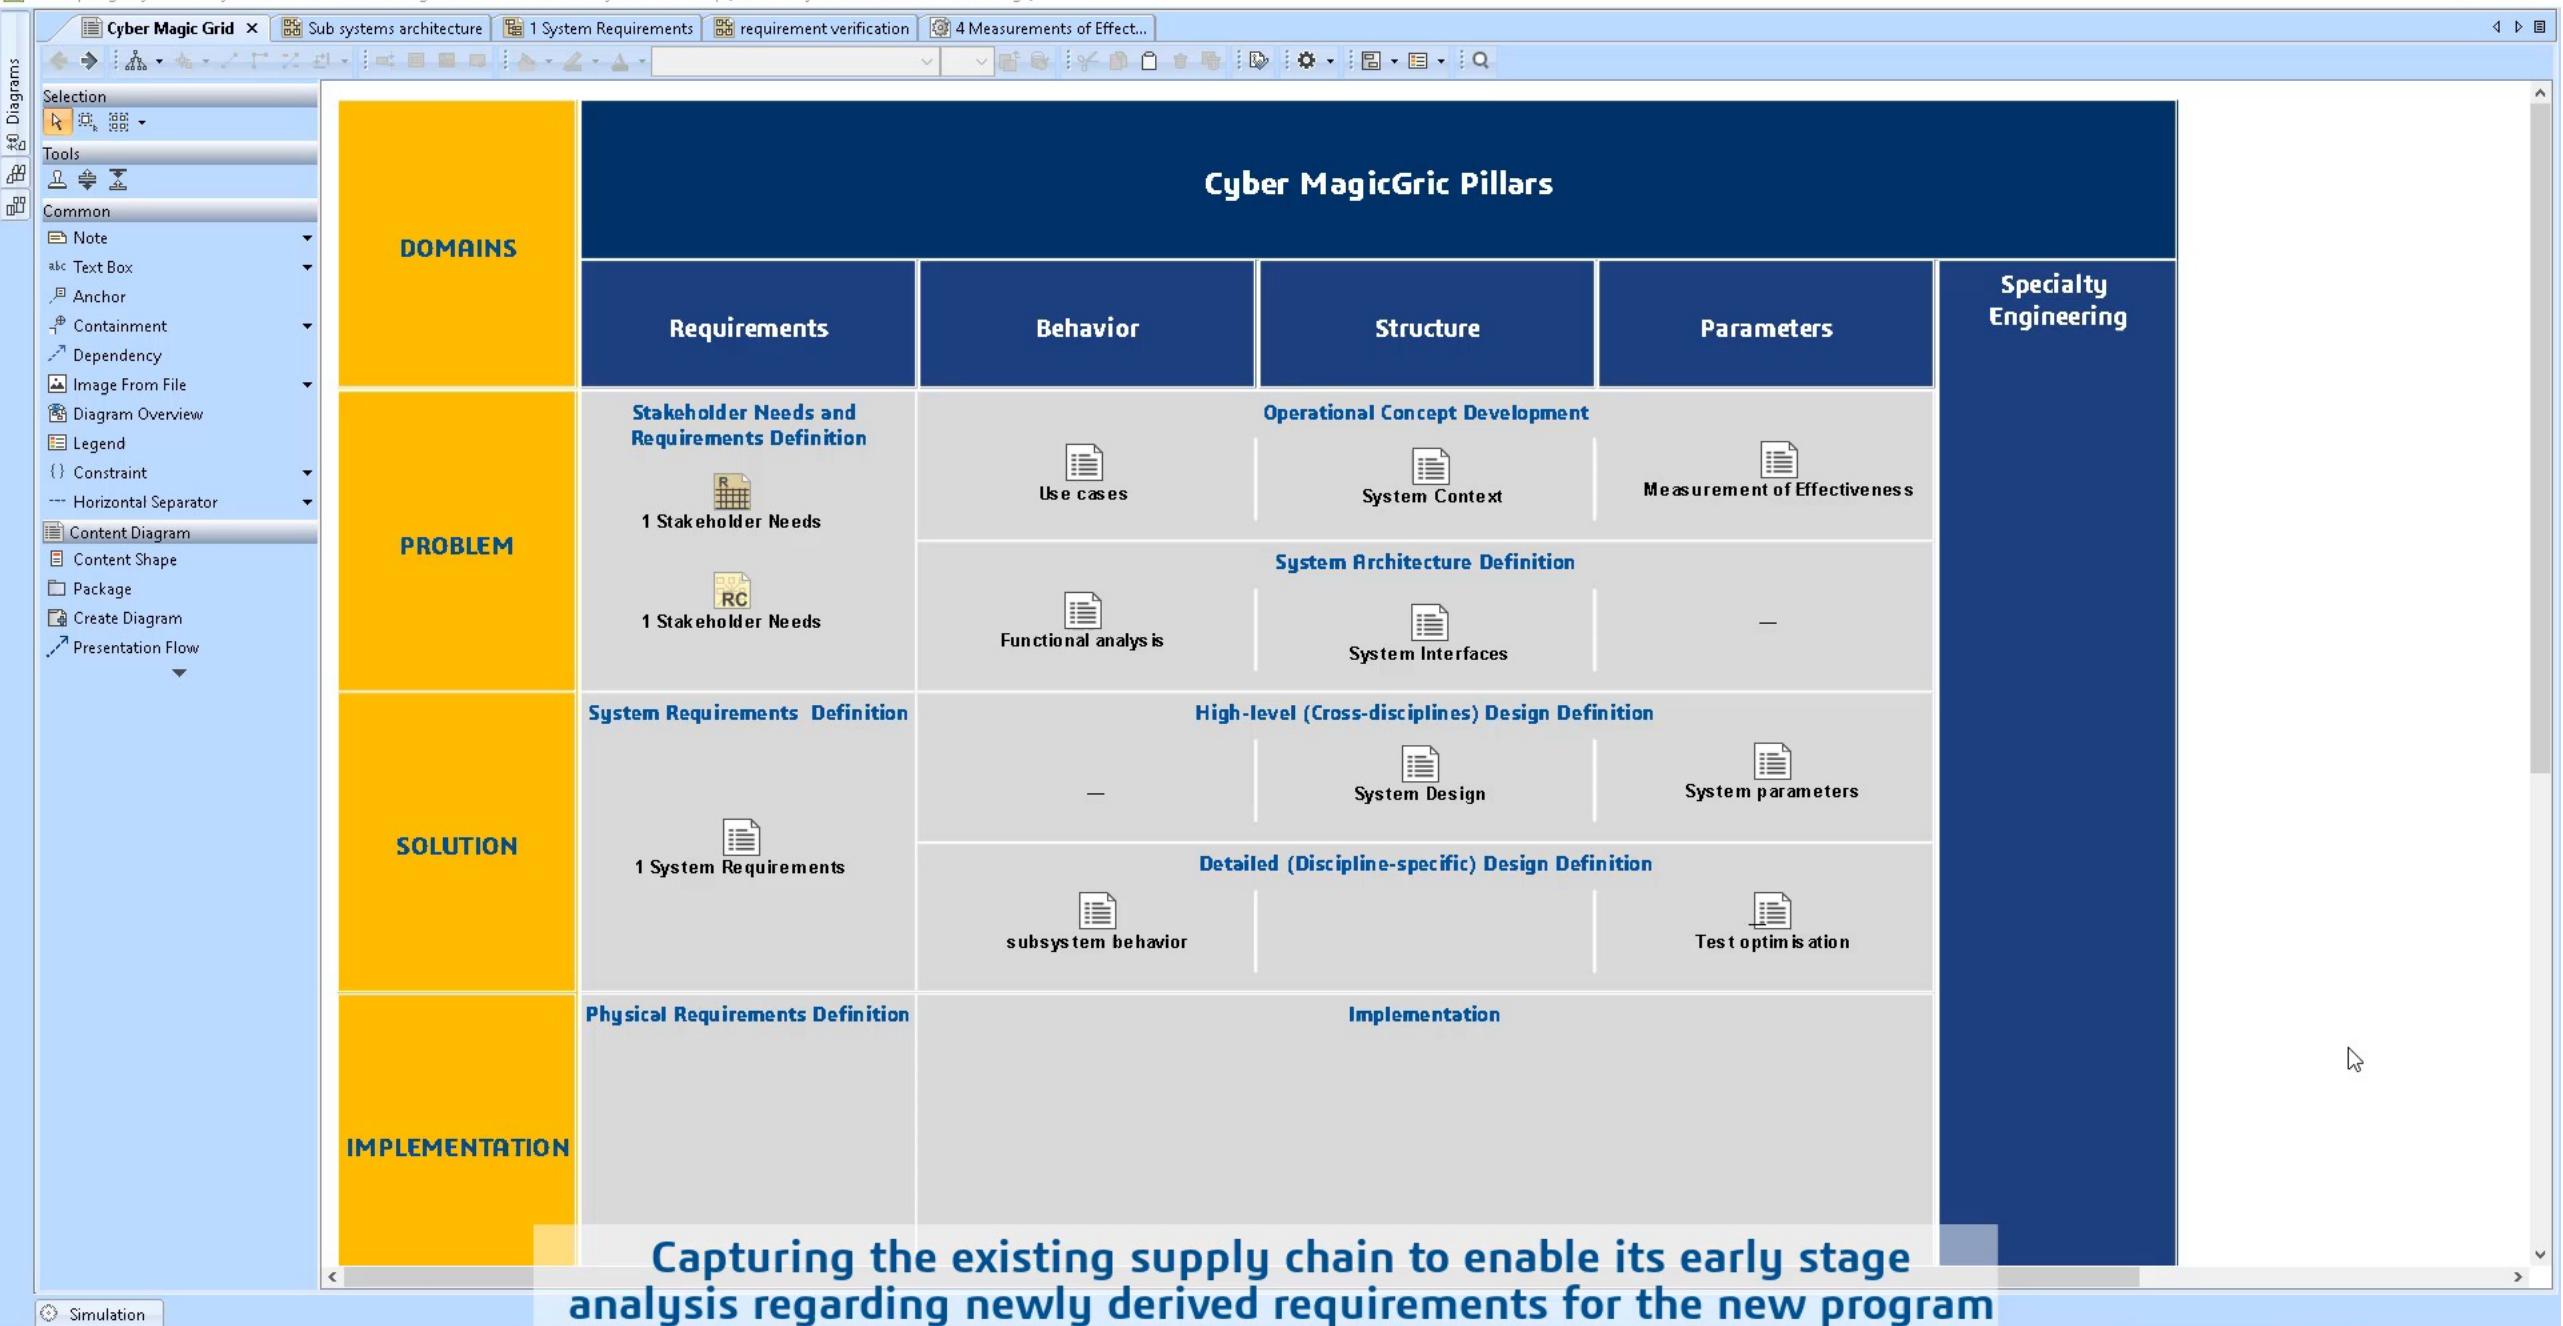 Cyber Magic Grid
Sub systems architecture
1 System Requirements
requirement verification
4 Measurements of Effect...
Diagrams
Selection
Tools
Common
Note
abc Text Box
Anchor
Containment
Dependency
Image From File
Diagram Overview
Legend
{} Constraint
Horizontal Separator
Content Diagram
Content Shape
Package
Create Diagram
Presentation Flow
DOMAINS
Cyber MagicGric Pillars
Requirements
Behavior
Structure
Parameters
Specialty
Engineering
PROBLEM
Stakeholder Needs and
Requirements Definition
R
1 Stakeholder Needs
RC
1 Stakeholder Needs
Operational Concept Development
Use cases
System Context
Measurement of Effectiveness
System Architecture Definition
Functional analysis
System Interfaces
—
SOLUTION
System Requirements Definition
1 System Requirements
High-level (Cross-disciplines) Design Definition
—
System Design
System parameters
Detailed (Discipline-specific) Design Definition
subsystem behavior
Test optimisation
IMPLEMENTATION
Physical Requirements Definition
Implementation
Capturing the existing supply chain to enable its early stage
analysis regarding newly derived requirements for the new program
Simulation